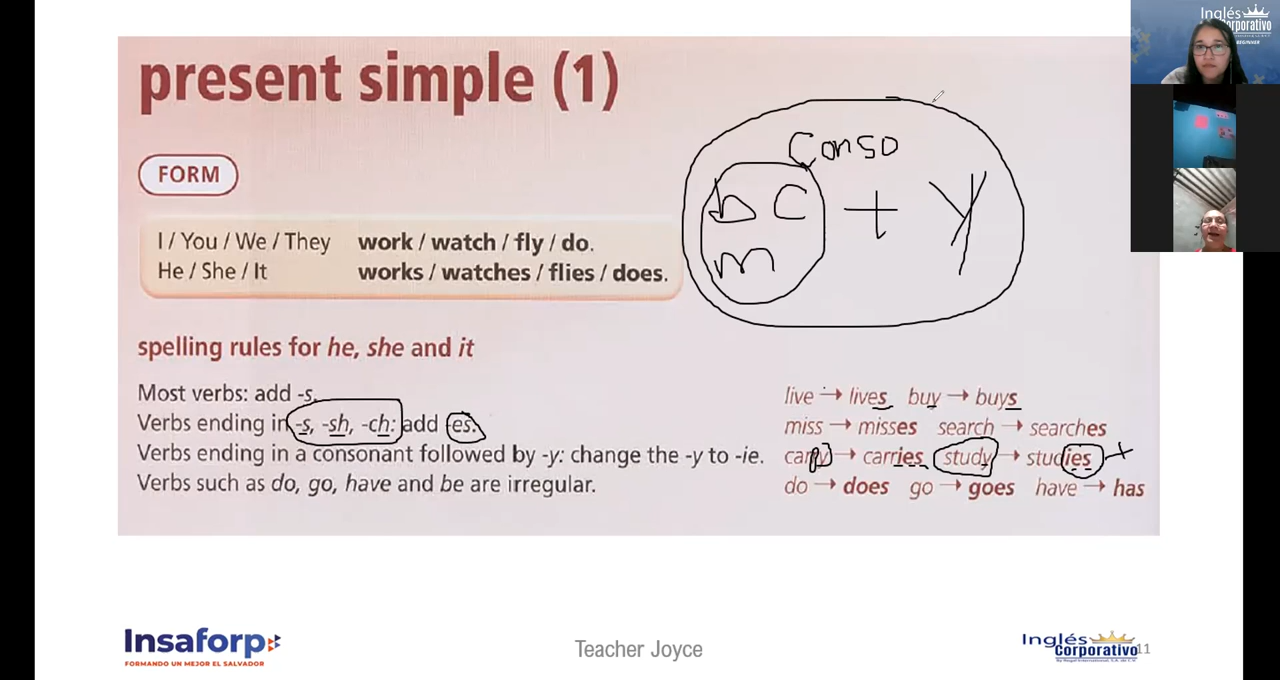 Inglés
Corporativo
BEGINNER
present simple (1)
Conso
b c + y
m
FORM
I / You / We / They work / watch / fly / do.
He / She / It works / watches / flies / does.
spelling rules for he, she and it
Most verbs: add -s. live → lives buy → buys
Verbs ending in -s, -sh, -ch: add -es. miss → misses search → searches
Verbs ending in a consonant followed by -y: change the -y to -ie. carry → carries study → studies +
Verbs such as do, go, have and be are irregular. do → does go → goes have → has
Insaforp
FORMANDO UN MEJOR EL SALVADOR
Teacher Joyce
Inglés
Corporativo
11